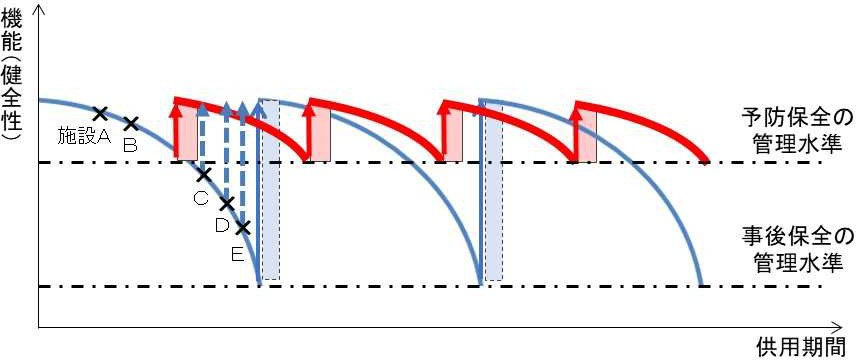 機能(健全性)
施設A
B
C
D
E
予防保全の
管理水準
事後保全の
管理水準
供用期間